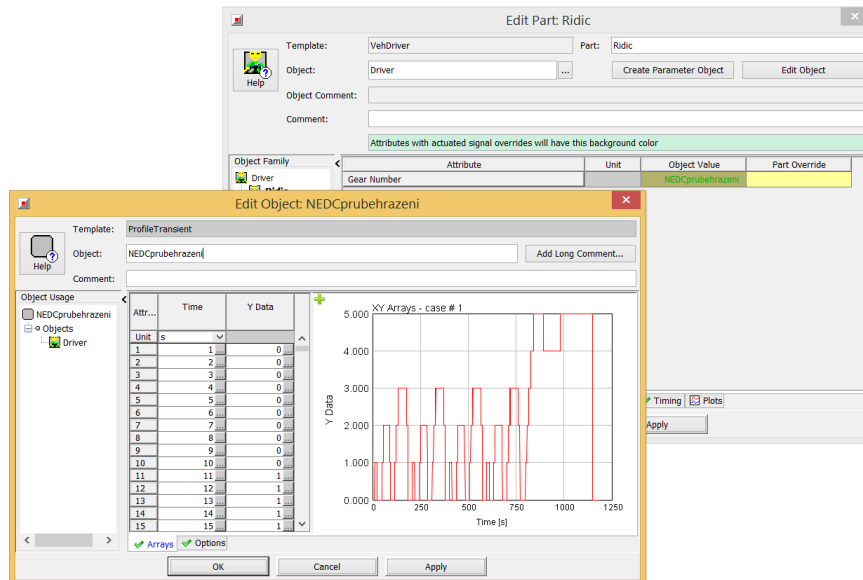 Edit Part: Ridic
Template: VehDriver Part: Ridic
Object: Driver ... Create Parameter Object Edit Object
Help
Object Comment:
Comment:
Attributes with actuated signal overrides will have this background color
Object Family Attribute Unit Object Value Part Override
Driver Gear Number NEDCprubehrazeni
Edit Object: NEDCprubehrazeni
Template: ProfileTransient
Object: NEDCprubehrazeni Add Long Comment...
Help
Comment:
Object Usage
NEDCprubehrazeni
Objects
Driver
Attr... Time Y Data
Unit s
1 1 ... 0 ...
2 2 ... 0 ...
3 3 ... 0 ...
4 4 ... 0 ...
5 5 ... 0 ...
6 6 ... 0 ...
7 7 ... 0 ...
8 8 ... 0 ...
9 9 ... 0 ...
10 10 ... 0 ...
11 11 ... 1 ...
12 12 ... 1 ...
13 13 ... 1 ...
14 14 ... 1 ...
15 15 ... 1 ...
XY Arrays - case # 1
5.000
4.000
3.000
2.000
1.000
0.000
Y Data
0 250 500 750 1000 1250
Time [s]
Arrays Options
OK Cancel Apply
Timing Plots
Apply